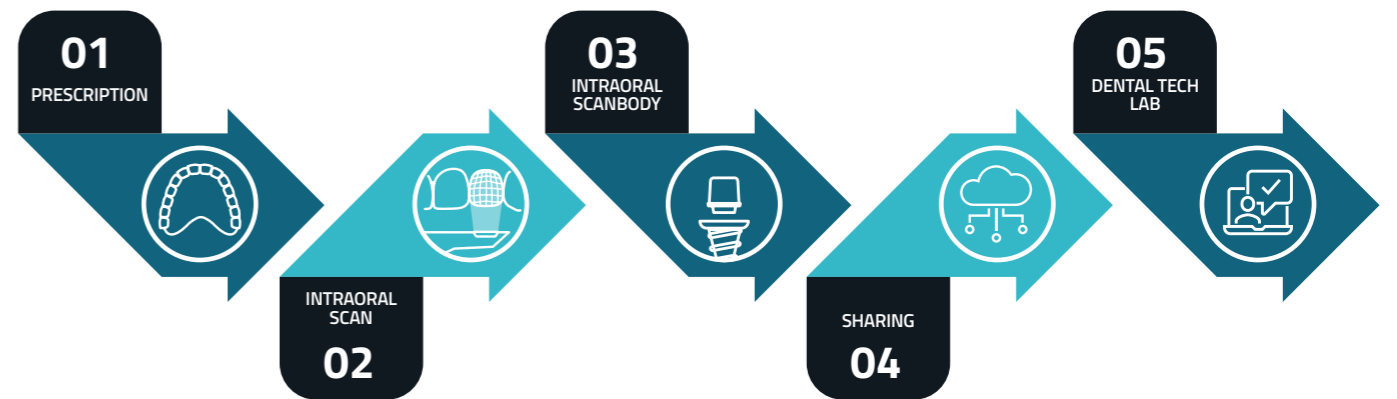 01
PRESCRIPTION
INTRAORAL
SCAN
02
03
INTRAORAL
SCANBODY
SHARING
04
05
DENTAL TECH
LAB